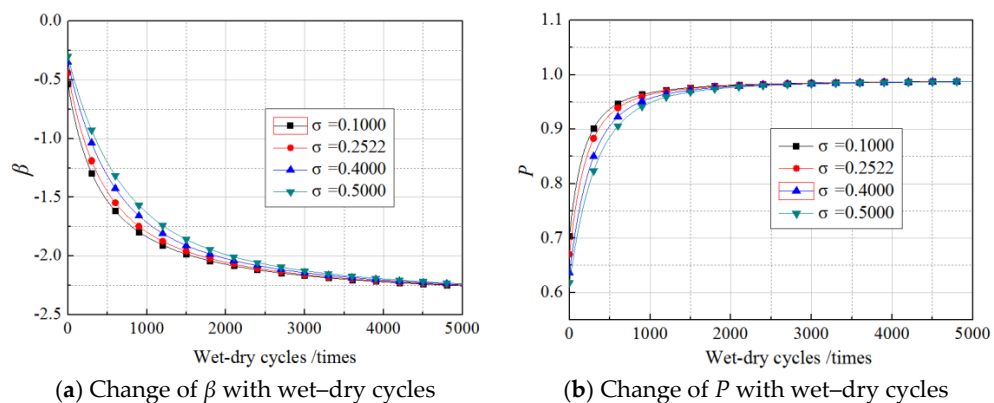 0.0
-0.5
-1.0
-1.5
-2.0
-2.5
β
0
1000
2000
3000
4000
5000
Wet-dry cycles /times
σ =0.1000
σ =0.2522
σ =0.4000
σ =0.5000
(a) Change of β with wet–dry cycles
1.1
1.0
0.9
0.8
0.7
0.6
P
0
1000
2000
3000
4000
5000
Wet-dry cycles /times
σ =0.1000
σ =0.2522
σ =0.4000
σ =0.5000
(b) Change of P with wet–dry cycles